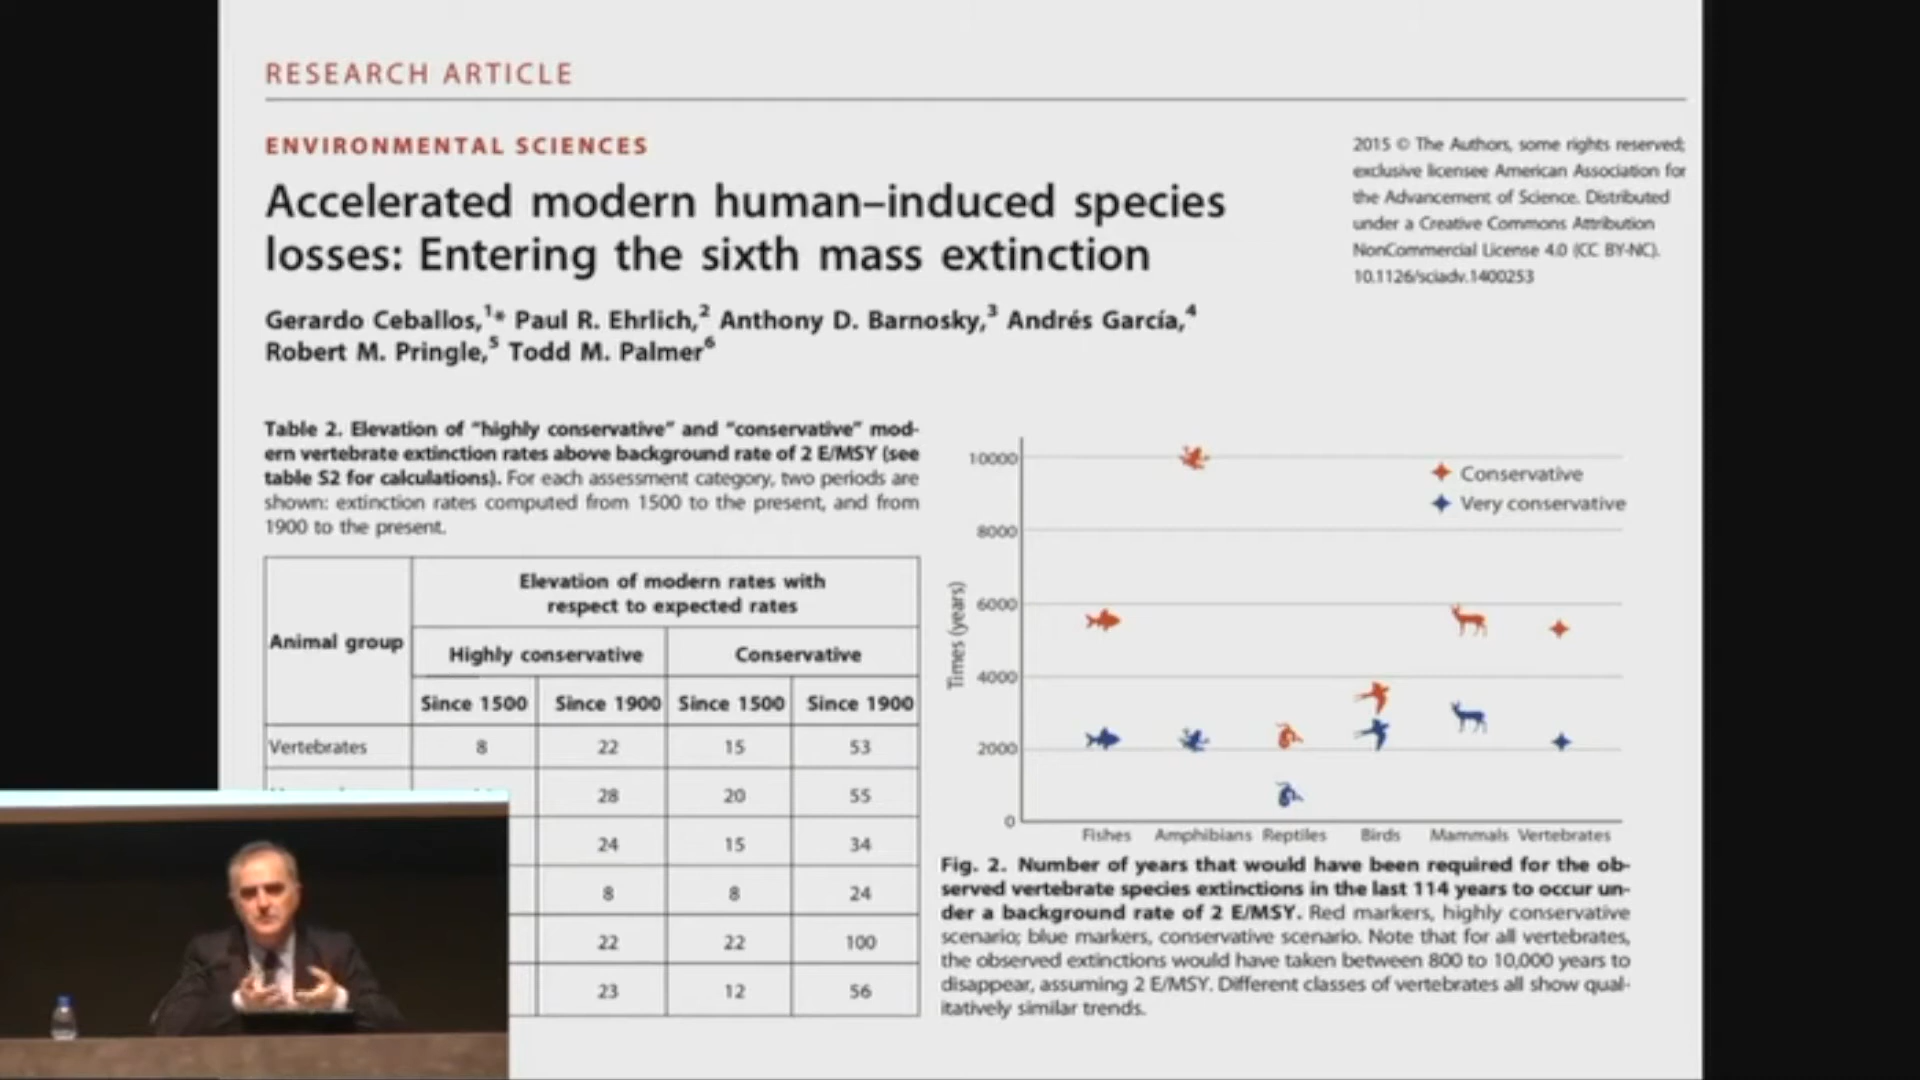 RESEARCH ARTICLE
ENVIRONMENTAL SCIENCES
Accelerated modern human–induced species
losses: Entering the sixth mass extinction
Gerardo Ceballos,1* Paul R. Ehrlich,2 Anthony D. Barnosky,3 Andrés García,4
Robert M. Pringle,5 Todd M. Palmer6
2015 © The Authors, some rights reserved;
exclusive licensee American Association for
the Advancement of Science. Distributed
under a Creative Commons Attribution
NonCommercial License 4.0 (CC BY-NC).
10.1126/sciadv.1400253
Table 2. Elevation of "highly conservative" and "conservative" mod-
ern vertebrate extinction rates above background rate of 2 E/MSY (see
table S2 for calculations). For each assessment category, two periods are
shown: extinction rates computed from 1500 to the present, and from
1900 to the present.
Animal group
Elevation of modern rates with
respect to expected rates
Highly conservative Conservative
Since 1500 Since 1900 Since 1500 Since 1900
Vertebrates 8 22 15 53
28 20 55
24 15 34
8 8 24
22 22 100
23 12 56
Times (years)
10000
8000
6000
4000
2000
0
Conservative
Very conservative
Fishes Amphibians Reptiles Birds Mammals Vertebrates
Fig. 2. Number of years that would have been required for the ob-
served vertebrate species extinctions in the last 114 years to occur un-
der a background rate of 2 E/MSY. Red markers, highly conservative
scenario; blue markers, conservative scenario. Note that for all vertebrates,
the observed extinctions would have taken between 800 to 10,000 years to
disappear, assuming 2 E/MSY. Different classes of vertebrates all show qual-
itatively similar trends.